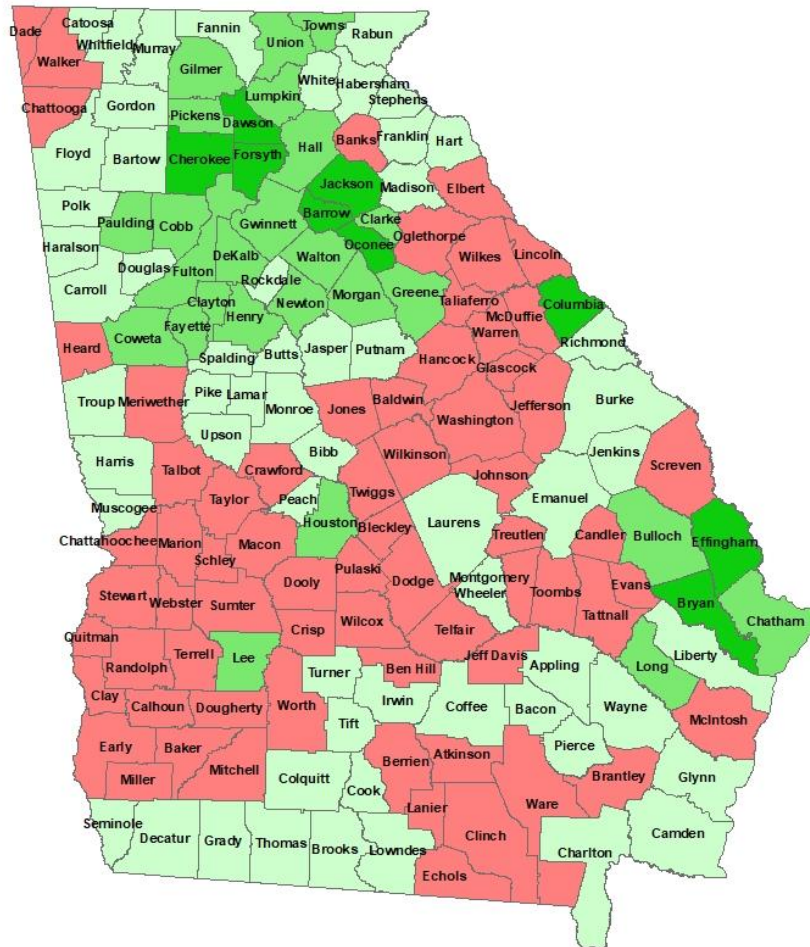 Dade
Catoosa
Whitfield
Murray
Fannin
Union
Towns
Rabun
Walker
Gilmer
White
Habersham
Stephens
Lumpkin
Chattooga
Gordon
Pickens
Dawson
Banks
Franklin
Hart
Floyd
Bartow
Cherokee
Forsyth
Hall
Jackson
Madison
Elbert
Polk
Paulding
Cobb
Gwinnett
Barrow
Clarke
Oglethorpe
Oconee
Haralson
Douglas
Fulton
DeKalb
Walton
Wilkes
Lincoln
Carroll
Rockdale
Clayton
Newton
Morgan
Greene
Taliaferro
Columbia
McDuffie
Coweta
Fayette
Henry
Warren
Richmond
Heard
Spalding
Butts
Jasper
Putnam
Hancock
Glascock
Troup
Meriwether
Pike
Lamar
Monroe
Jones
Baldwin
Washington
Jefferson
Burke
Upson
Bibb
Wilkinson
Jenkins
Screven
Harris
Talbot
Crawford
Twiggs
Johnson
Emanuel
Taylor
Peach
Muscogee
Houston
Bleckley
Laurens
Treutlen
Candler
Bulloch
Effingham
Chattahoochee
Marion
Macon
Schley
Pulaski
Dodge
Montgomery
Wheeler
Toombs
Evans
Tattnall
Bryan
Chatham
Stewart
Webster
Sumter
Dooly
Crisp
Wilcox
Telfair
Quitman
Randolph
Terrell
Lee
Turner
Ben Hill
Jeff Davis
Appling
Long
Liberty
Clay
Calhoun
Dougherty
Worth
Irwin
Coffee
Bacon
Wayne
McIntosh
Tift
Early
Baker
Mitchell
Miller
Colquitt
Cook
Berrien
Atkinson
Pierce
Brantley
Glynn
Lanier
Ware
Seminole
Decatur
Grady
Thomas
Brooks
Lowndes
Clinch
Echols
Charlton
Camden